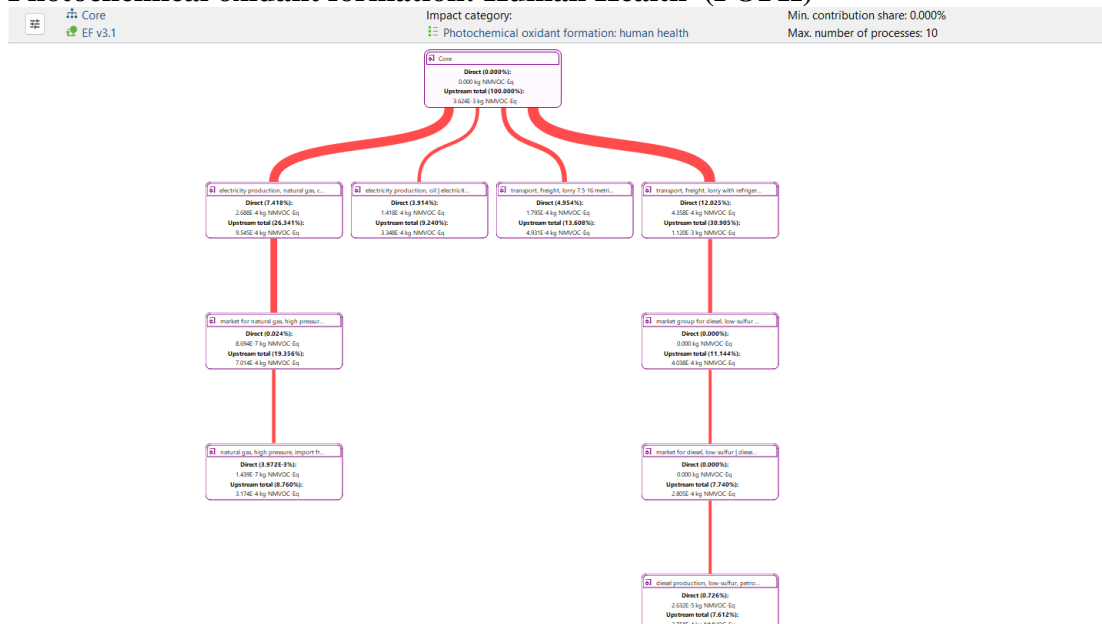 Photochemical oxidant formation: Human Health (POFH)
Core
EF v3.1
Impact category:
Photochemical oxidant formation: human health
Min. contribution share: 0.000%
Max. number of processes: 10
Core
Direct (0.000%):
0.000 kg NMVOC-Eq
Upstream total (100.000%):
3.624E-3 kg NMVOC-Eq
electricity production, natural gas, c...
Direct (7.418%):
2.688E-4 kg NMVOC-Eq
Upstream total (26.341%):
9.545E-4 kg NMVOC-Eq
electricity production, oil | electricit...
Direct (3.914%):
1.418E-4 kg NMVOC-Eq
Upstream total (9.240%):
3.348E-4 kg NMVOC-Eq
transport, freight, lorry 7.5-16 metri...
Direct (4.954%):
1.795E-4 kg NMVOC-Eq
Upstream total (13.608%):
4.931E-4 kg NMVOC-Eq
transport, freight, lorry with refriger...
Direct (12.025%):
4.358E-4 kg NMVOC-Eq
Upstream total (30.905%):
1.120E-3 kg NMVOC-Eq
market for natural gas, high pressur...
Direct (0.024%):
8.694E-7 kg NMVOC-Eq
Upstream total (19.356%):
7.014E-4 kg NMVOC-Eq
market group for diesel, low-sulfur ...
Direct (0.000%):
0.000 kg NMVOC-Eq
Upstream total (11.144%):
4.038E-4 kg NMVOC-Eq
natural gas, high pressure, import fr...
Direct (3.972E-3%):
1.439E-7 kg NMVOC-Eq
Upstream total (8.760%):
3.174E-4 kg NMVOC-Eq
market for diesel, low-sulfur | diese...
Direct (0.000%):
0.000 kg NMVOC-Eq
Upstream total (7.740%):
2.805E-4 kg NMVOC-Eq
diesel production, low-sulfur, petro...
Direct (0.726%):
2.632E-5 kg NMVOC-Eq
Upstream total (7.612%):